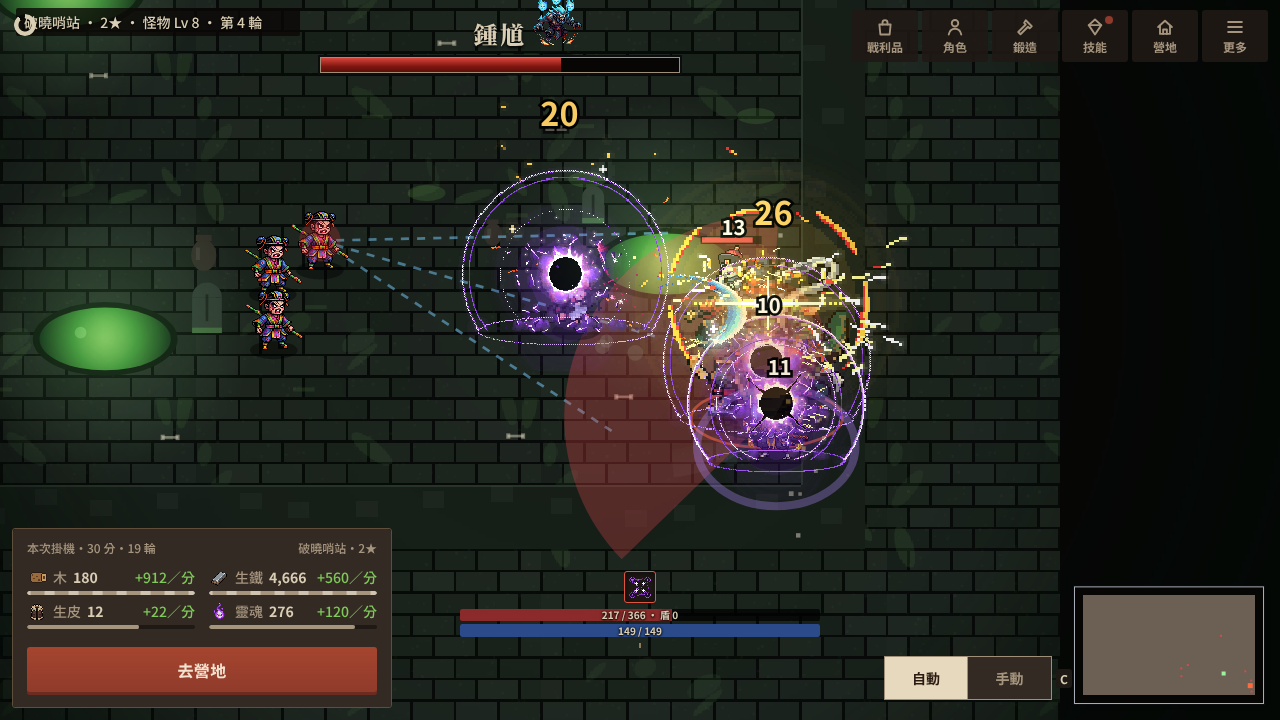 破曉哨站 · 2★ · 怪物 Lv 8 · 第 4 輪
鍾馗
戰利品
角色
鍛造
技能
營地
更多
20
26
13
10
11
本次掛機·30 分·19 輪
破曉哨站·2★
木 180 +912／分
生鐵 4,666 +560／分
生皮 12 +22／分
靈魂 276 +120／分
去營地
217 / 366 · 盾 0
149 / 149
自動
手動
C